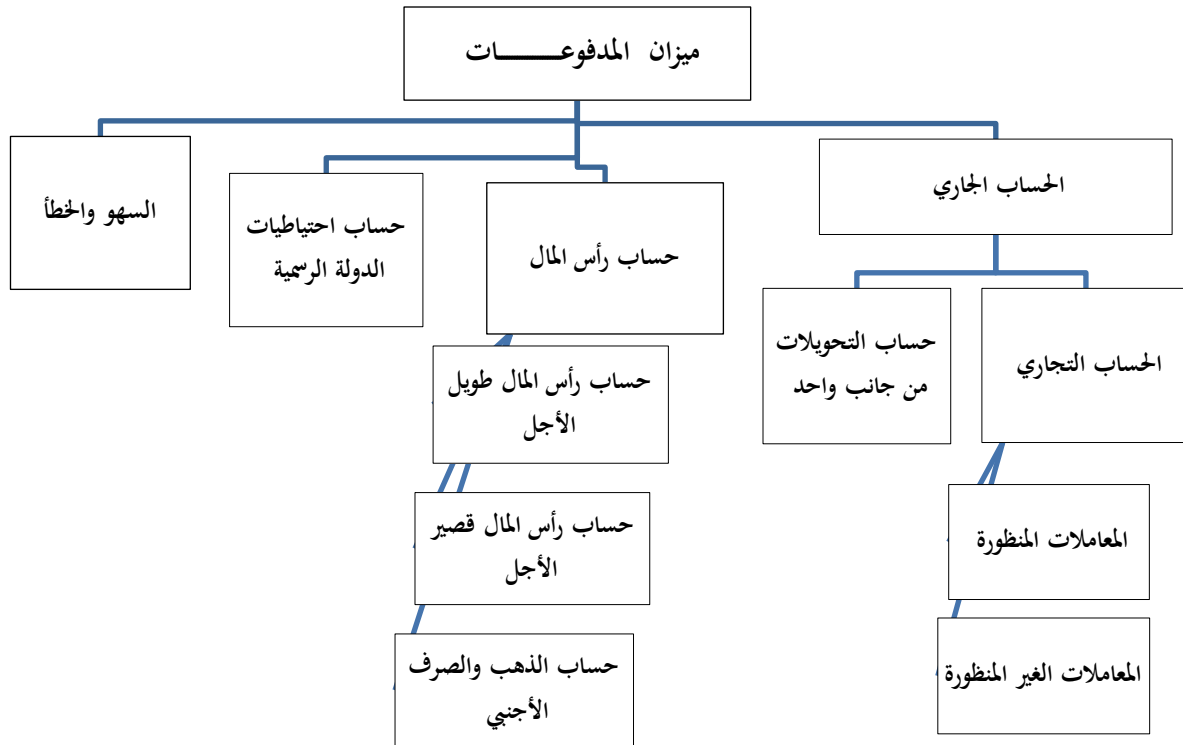 ميزان المدفوعـــــــــات
الحساب الجاري
حساب رأس المال
حساب احتياطيات
الدولة الرسمية
السهو والخطأ
الحساب التجاري
حساب التحويلات
من جانب واحد
المعاملات المنظورة
المعاملات الغير المنظورة
حساب رأس المال طويل
الأجل
حساب رأس المال قصير
الأجل
حساب الذهب والصرف
الأجنبي